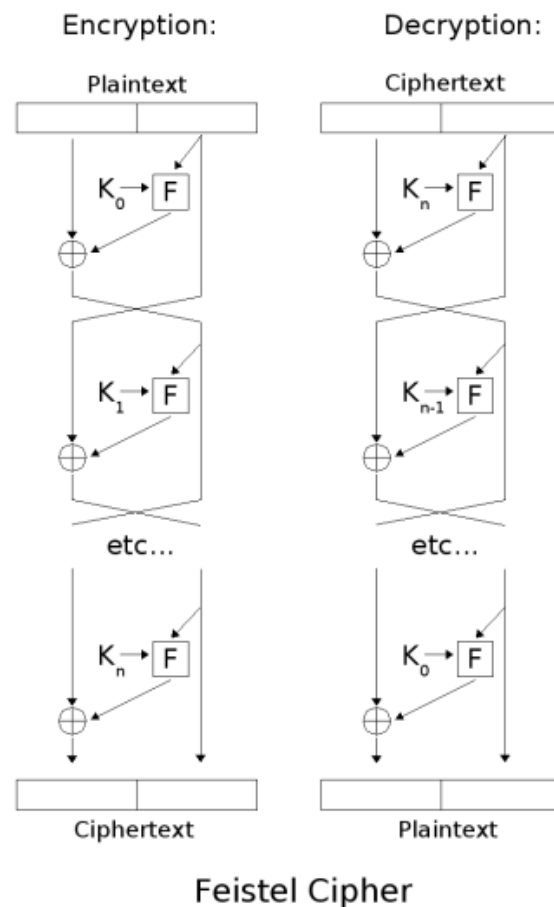 Encryption:
Plaintext
K0
F
K1
F
etc...
Kn
F
Ciphertext
Decryption:
Ciphertext
Kn
F
Kn-1
F
etc...
K0
F
Plaintext
Feistel Cipher